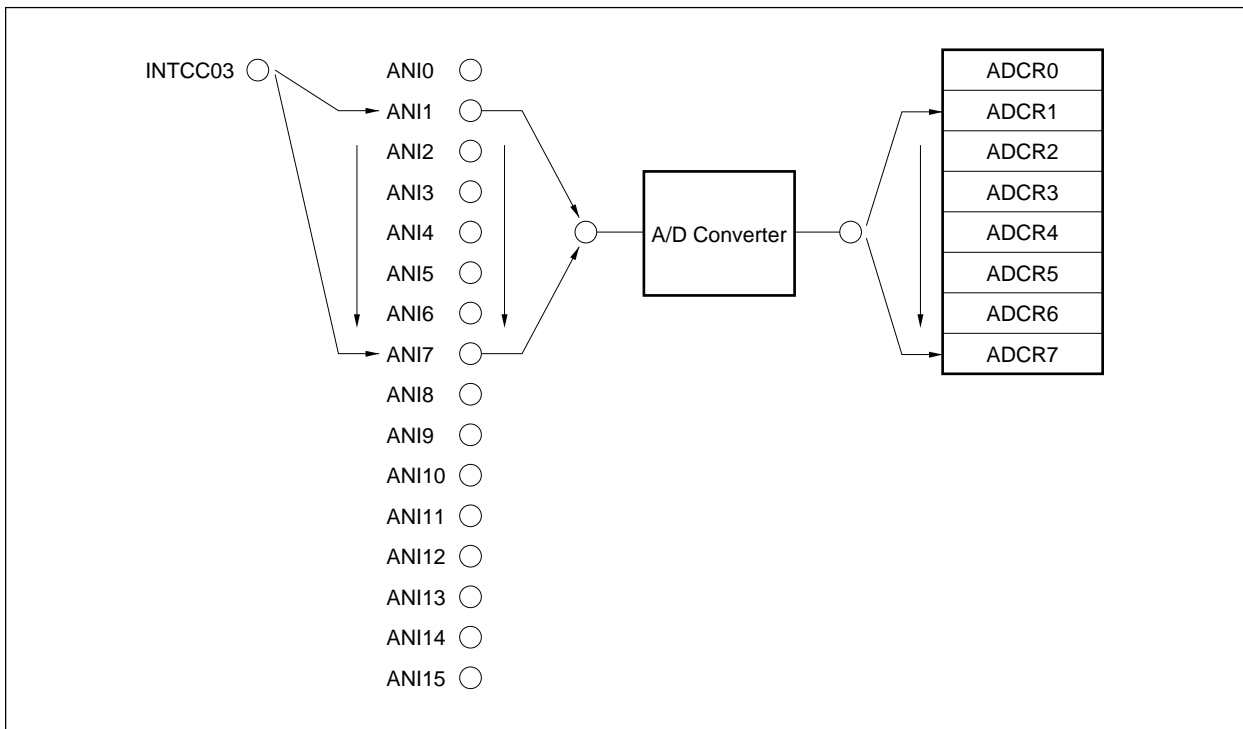 INTCC03
ANI0
ANI1
ANI2
ANI3
ANI4
ANI5
ANI6
ANI7
ANI8
ANI9
ANI10
ANI11
ANI12
ANI13
ANI14
ANI15
A/D Converter
ADCR0
ADCR1
ADCR2
ADCR3
ADCR4
ADCR5
ADCR6
ADCR7